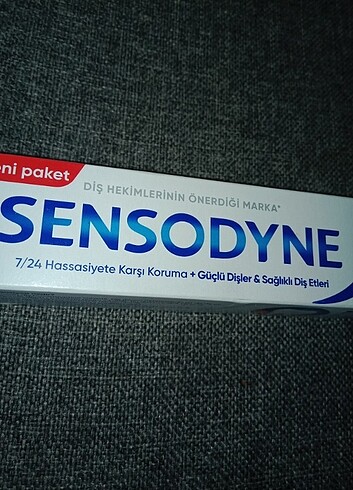 eni paket
DİŞ HEKİMLERİNİN ÖNERDİĞİ MARKA*
SENSODYNE
7/24 Hassasiyete Karşı Koruma + Güçlü Dişler & Sağlıklı Diş Etleri